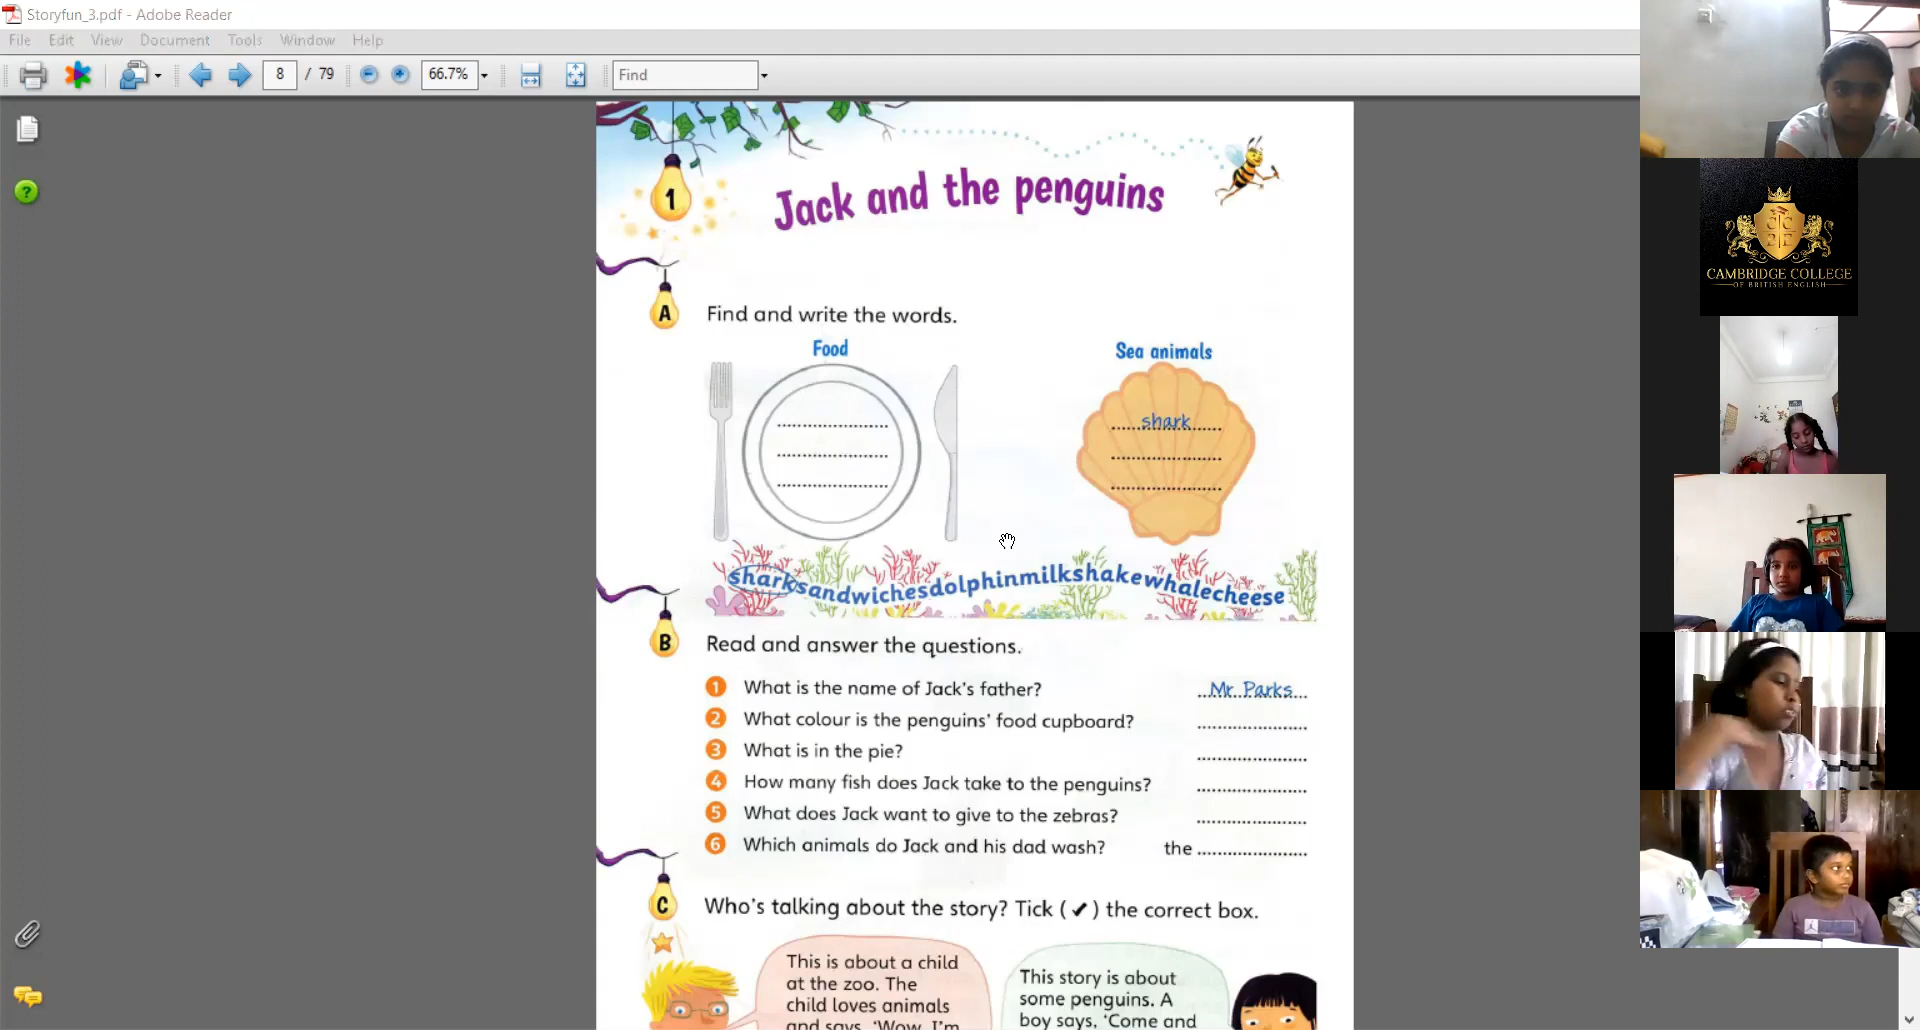 Storyfun_3.pdf - Adobe Reader
File Edit View Document Tools Window Help
8 / 79 66.7% Find
1
Jack and the penguins
A Find and write the words.
Food
Sea animals
shark
sharksandwichesdolphinmilkshakewhalecheese
B Read and answer the questions.
1 What is the name of Jack's father? Mr Parks
2 What colour is the penguins' food cupboard?
3 What is in the pie?
4 How many fish does Jack take to the penguins?
5 What does Jack want to give to the zebras?
6 Which animals do Jack and his dad wash? the
C Who's talking about the story? Tick (✔) the correct box.
This is about a child
at the zoo. The
child loves animals
and says, 'Wow, I'm
This story is about
some penguins. A
boy says, 'Come and
CAMBRIDGE COLLEGE
OF BRITISH ENGLISH